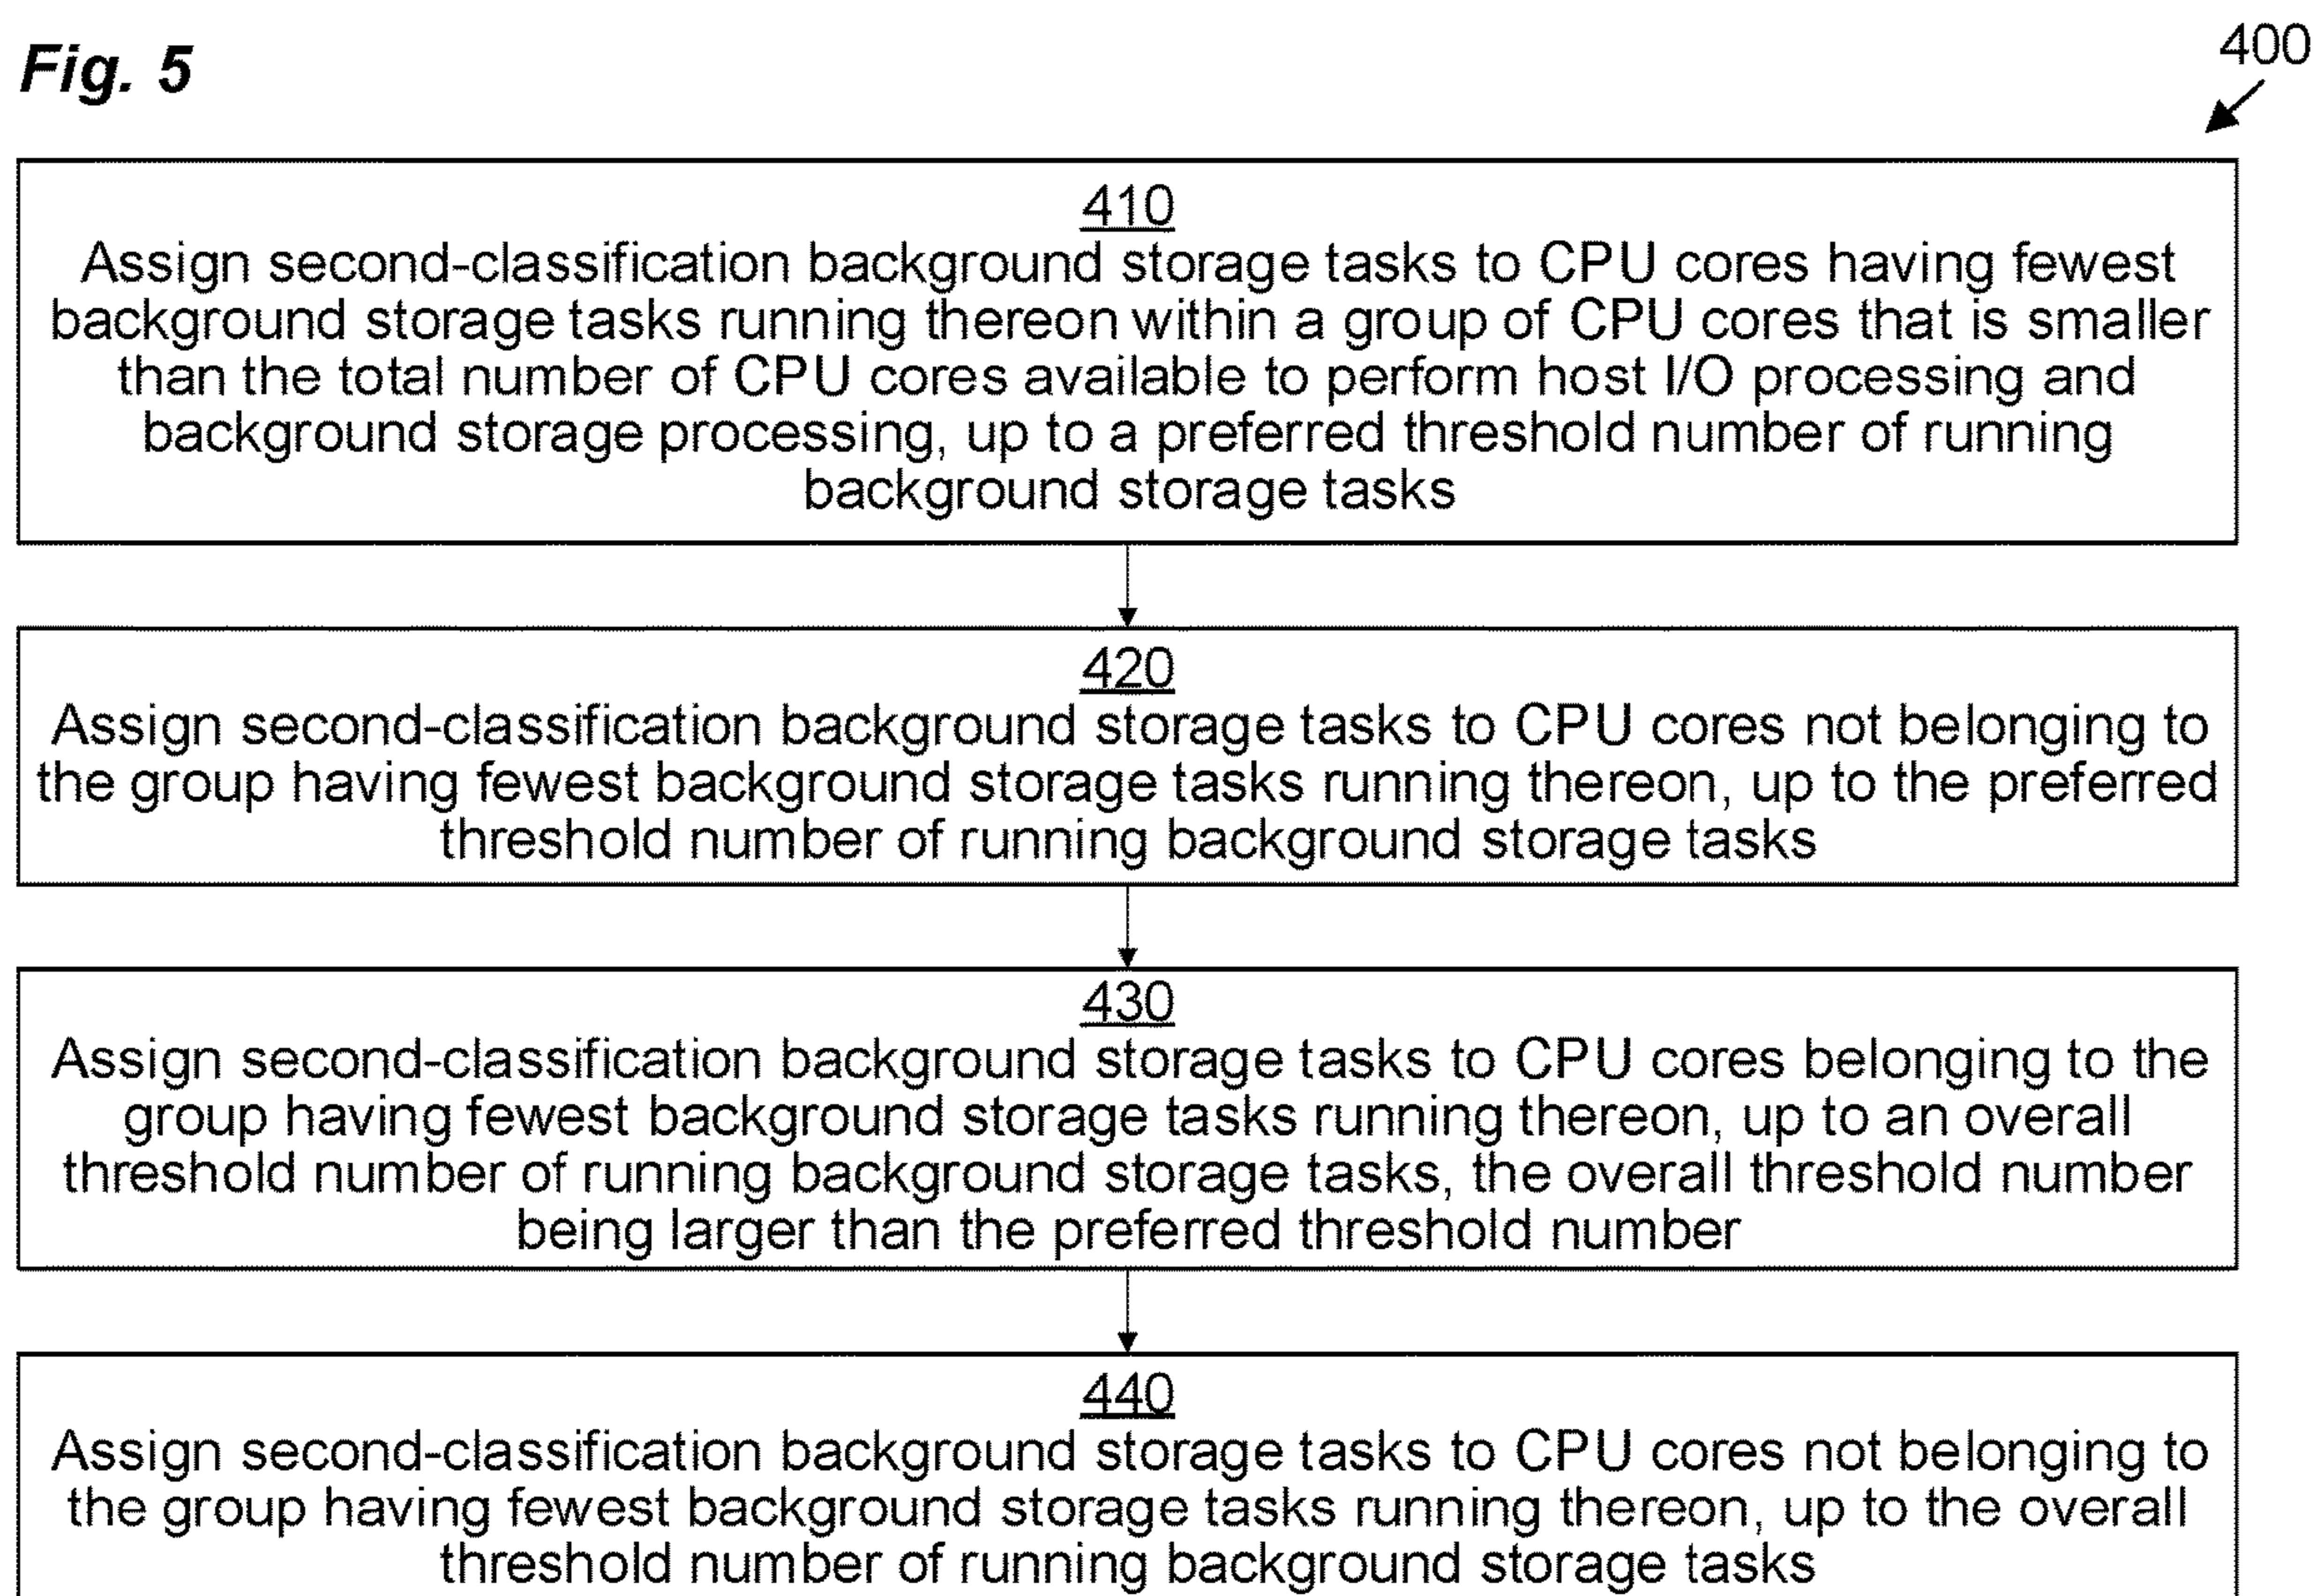 Fig. 5
400
410
Assign second-classification background storage tasks to CPU cores having fewest
background storage tasks running thereon within a group of CPU cores that is smaller
than the total number of CPU cores available to perform host I/O processing and
background storage processing, up to a preferred threshold number of running
background storage tasks
420
Assign second-classification background storage tasks to CPU cores not belonging to
the group having fewest background storage tasks running thereon, up to the preferred
threshold number of running background storage tasks
430
Assign second-classification background storage tasks to CPU cores belonging to the
group having fewest background storage tasks running thereon, up to an overall
threshold number of running background storage tasks, the overall threshold number
being larger than the preferred threshold number
440
Assign second-classification background storage tasks to CPU cores not belonging to
the group having fewest background storage tasks running thereon, up to the overall
threshold number of running background storage tasks